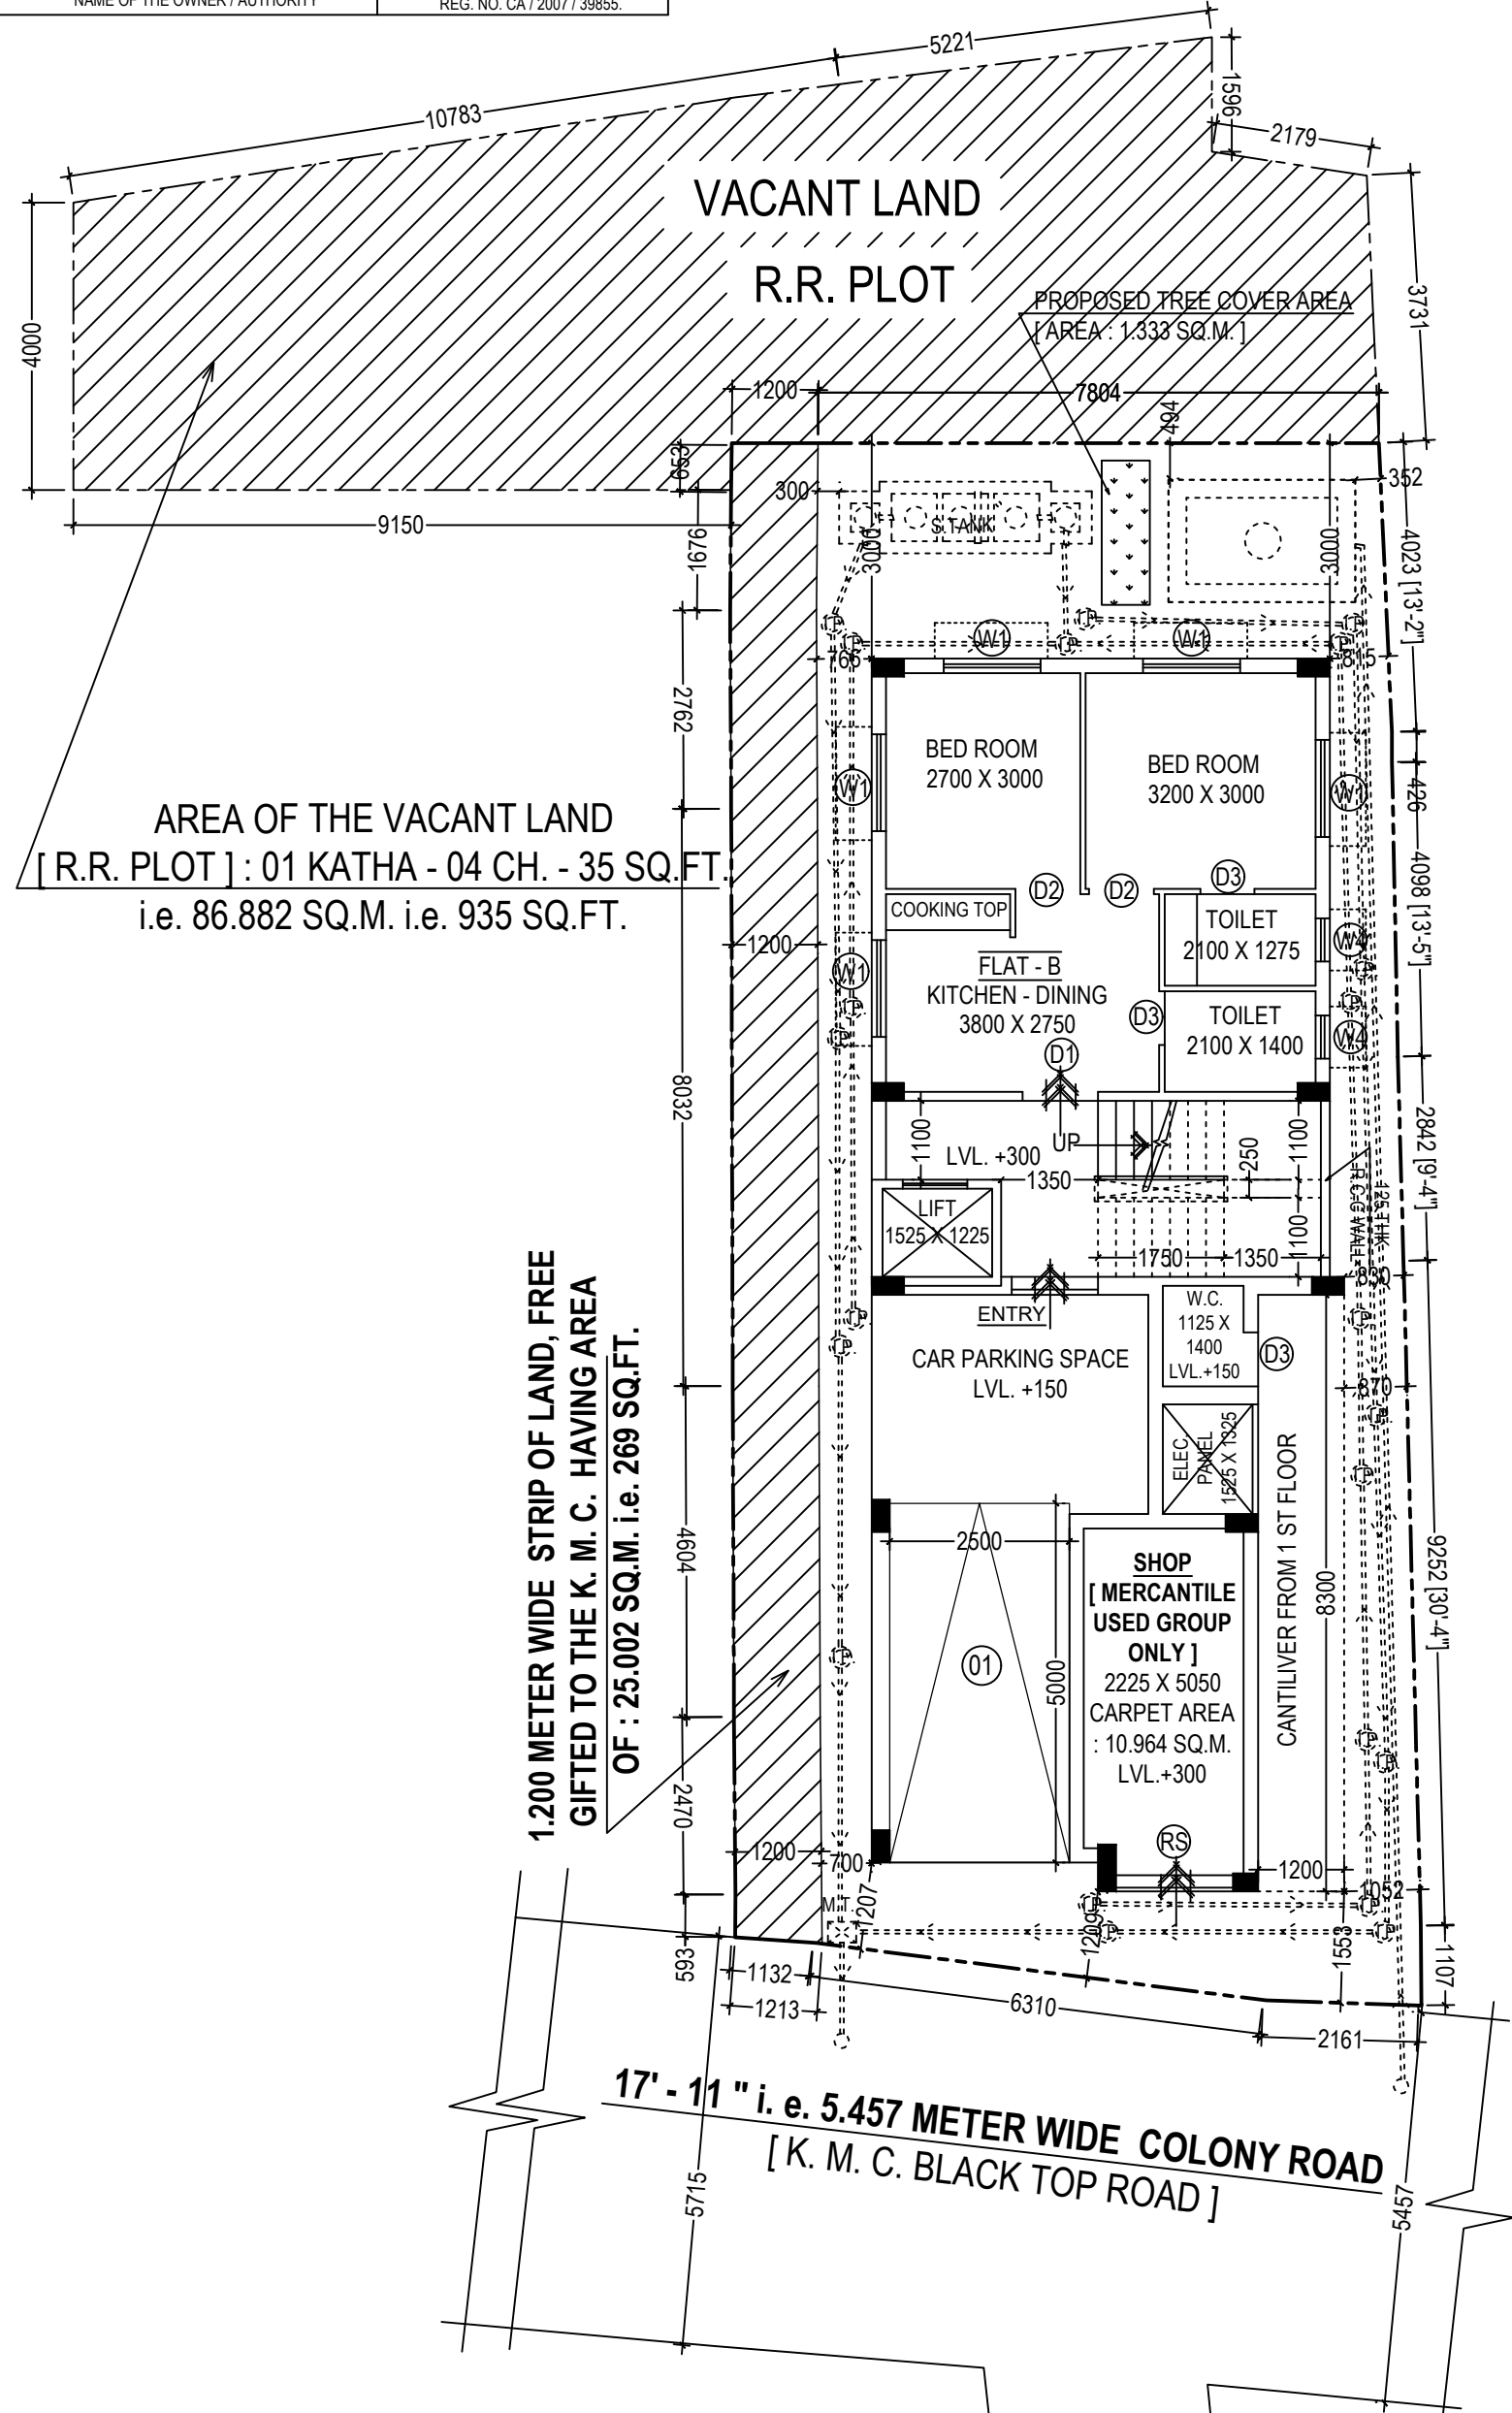 NAME OF THE OWNER / AUTHORITY
REG. NO. CA / 2007 / 39855.
5221
10783
1596
2179
VACANT LAND
R.R. PLOT
PROPOSED TREE COVER AREA
[ AREA : 1.333 SQ.M. ]
3731
4000
1200
7804
494
653
352
300
S.TANK
9150
1676
3000
3000
4023 [13'-2"]
I.P.
I.P.
I.P.
I.P.
I.P.
I.P.
W1
W1
766
815
2762
BED ROOM
2700 X 3000
BED ROOM
3200 X 3000
W1
W1
426
AREA OF THE VACANT LAND
[ R.R. PLOT ] : 01 KATHA - 04 CH. - 35 SQ.FT.
i.e. 86.882 SQ.M. i.e. 935 SQ.FT.
4098 [13'-5"]
D2
D2
D3
COOKING TOP
TOILET
2100 X 1275
W4
1200
FLAT - B
KITCHEN - DINING
3800 X 2750
W1
I.P.
I.P.
I.P.
I.P.
D3
TOILET
2100 X 1400
W4
D1
8032
1100
LVL. +300
UP
1350
250
1100
2842 [9'-4"]
125 THK.
R.C.C WALL
LIFT
1525 X 1225
1750
1350
1100
830
1.200 METER WIDE STRIP OF LAND, FREE
GIFTED TO THE K. M. C. HAVING AREA
OF : 25.002 SQ.M. i.e. 269 SQ.FT.
ENTRY
W.C.
1125 X
1400
LVL.+150
D3
I.P.
I.P.
I.P.
CAR PARKING SPACE
LVL. +150
870
I.P.
ELEC.
PANEL
1525 X 1325
I.P.
CANTILIVER FROM 1 ST FLOOR
4604
2500
SHOP
[ MERCANTILE
USED GROUP
ONLY ]
2225 X 5050
CARPET AREA
: 10.964 SQ.M.
LVL.+300
8300
9252 [30'-4"]
01
5000
I.P.
I.P.
I.P.
2470
RS
1200
700
1200
1052
M.T.
1207
I.P.
1209
I.P.
I.P.
I.P.
1553
1107
593
1132
1213
6310
2161
17' - 11 " i. e. 5.457 METER WIDE COLONY ROAD
[ K. M. C. BLACK TOP ROAD ]
5715
5457